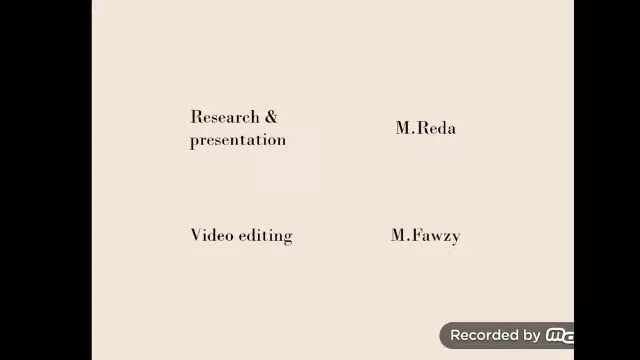 Research &
presentation
M.Reda
Video editing
M.Fawzy
Recorded by